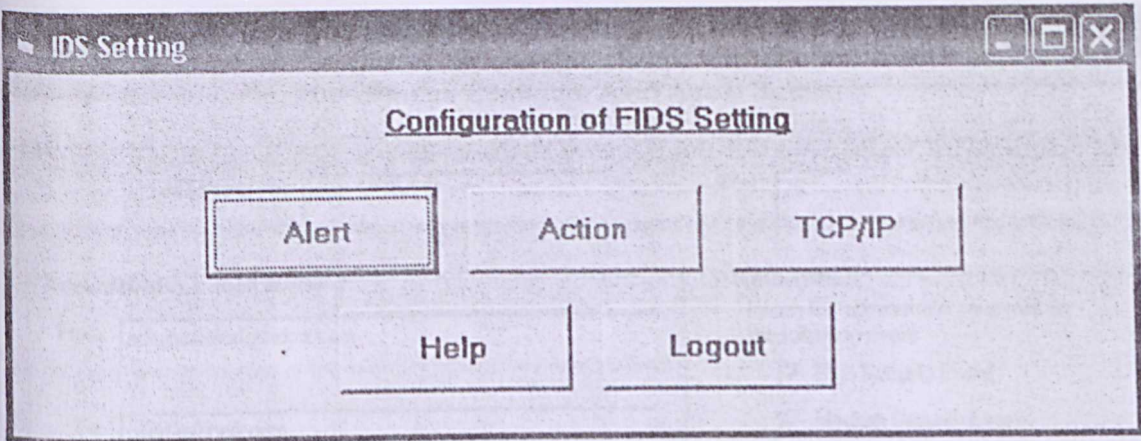 IDS Setting
Configuration of FIDS Setting
Alert Action TCP/IP
Help Logout